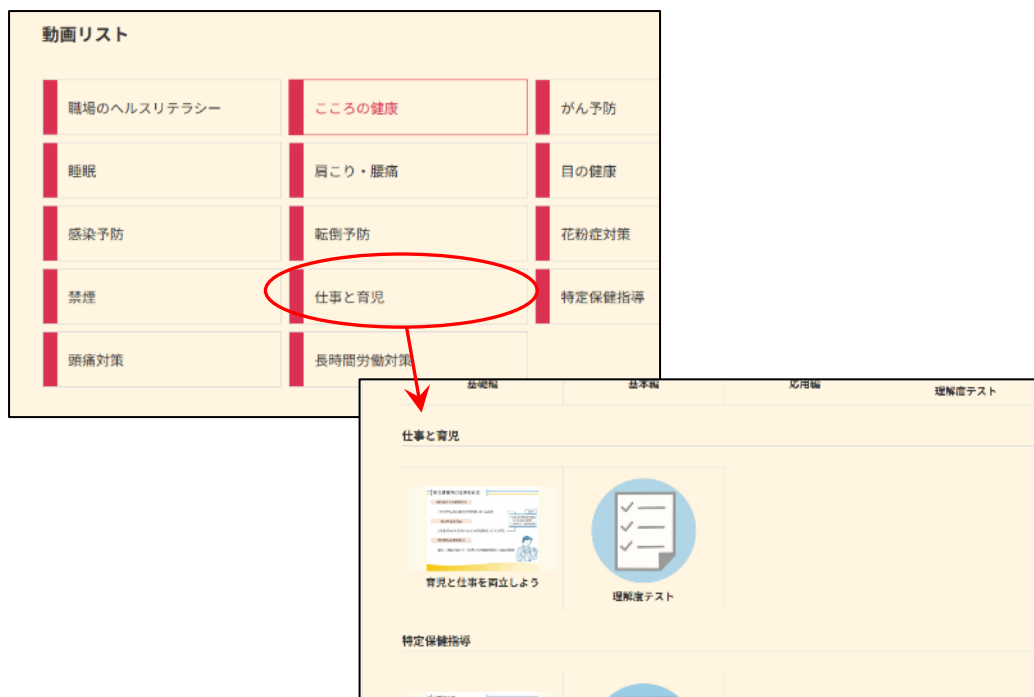 動画リスト
職場のヘルスリテラシー
こころの健康
がん予防
睡眠
肩こり・腰痛
目の健康
感染予防
転倒予防
花粉症対策
禁煙
仕事と育児
特定保健指導
頭痛対策
長時間労働対策
基礎編
基本編
応用編
理解度テスト
仕事と育児
育児と仕事を両立しよう
理解度テスト
特定保健指導